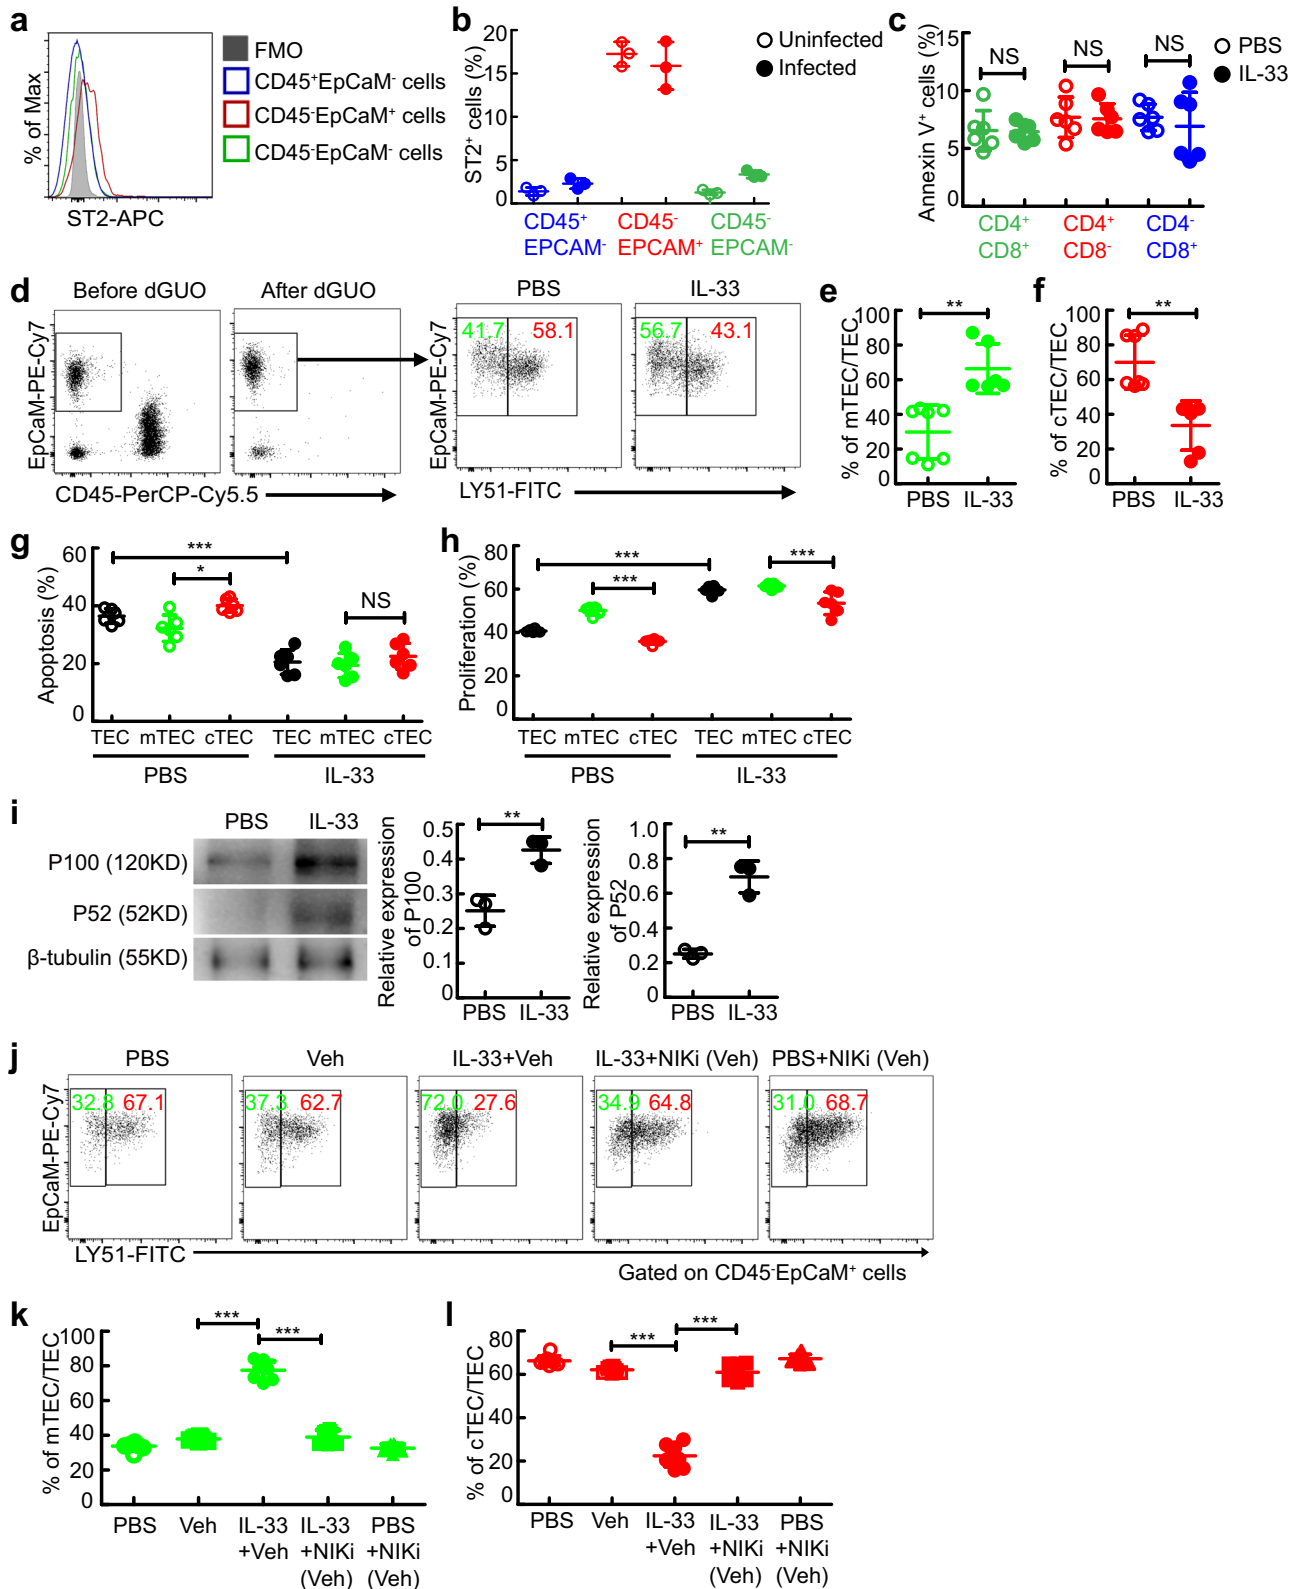 a
% of Max
ST2-APC
FMO
CD45⁺EpCaM⁻ cells
CD45⁻EpCaM⁺ cells
CD45⁻EpCaM⁻ cells
b
ST2⁺ cells (%)
20
15
10
5
0
Uninfected
Infected
CD45⁺ EPCAM⁻
CD45⁻ EPCAM⁺
CD45⁻ EPCAM⁻
c
Annexin V⁺ cells (%)
15
10
5
0
NS NS NS
PBS
IL-33
CD4⁺ CD8⁺
CD4⁺ CD8⁻
CD4⁻ CD8⁺
d
Before dGUO
After dGUO
EpCaM-PE-Cy7
CD45-PerCP-Cy5.5
PBS
IL-33
EpCaM-PE-Cy7
41.7 58.1
56.7 43.1
LY51-FITC
e
% of mTEC/TEC
100
80
60
40
20
0
**
PBS IL-33
f
% of cTEC/TEC
100
80
60
40
20
0
**
PBS IL-33
g
Apoptosis (%)
60
40
20
0
***
*
NS
TEC mTEC cTEC TEC mTEC cTEC
PBS IL-33
h
Proliferation (%)
80
60
40
20
0
***
***
***
TEC mTEC cTEC TEC mTEC cTEC
PBS IL-33
i
PBS IL-33
P100 (120KD)
P52 (52KD)
β-tubulin (55KD)
Relative expression
of P100
0.5
0.4
0.3
0.2
0.1
0
**
PBS IL-33
Relative expression
of P52
1.0
0.8
0.6
0.4
0.2
0
**
PBS IL-33
j
PBS
Veh
IL-33+Veh
IL-33+NIKi (Veh)
PBS+NIKi (Veh)
EpCaM-PE-Cy7
32.8 67.1
37.3 62.7
72.0 27.6
34.9 64.8
31.0 68.7
LY51-FITC
Gated on CD45⁻EpCaM⁺ cells
k
% of mTEC/TEC
100
80
60
40
20
0
***
***
PBS Veh IL-33 IL-33 PBS
+Veh +NIKi +NIKi
(Veh) (Veh)
l
% of cTEC/TEC
80
60
40
20
0
***
***
PBS Veh IL-33 IL-33 PBS
+Veh +NIKi +NIKi
(Veh) (Veh)